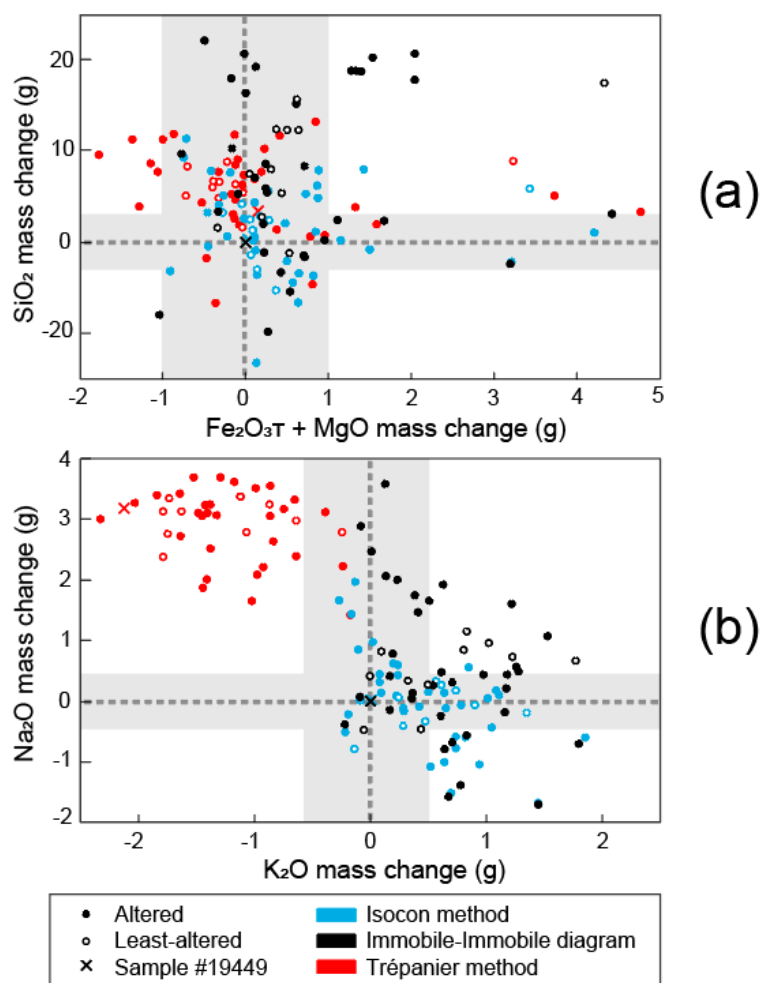 20
10
0
-20
SiO₂ mass change (g)
(a)
-2 -1 0 1 2 3 4 5
Fe₂O₃T + MgO mass change (g)
4
3
2
1
0
-1
-2
Na₂O mass change (g)
(b)
-2 -1 0 1 2
K₂O mass change (g)
Altered Isocon method
Least-altered Immobile-Immobile diagram
Sample #19449 Trépanier method